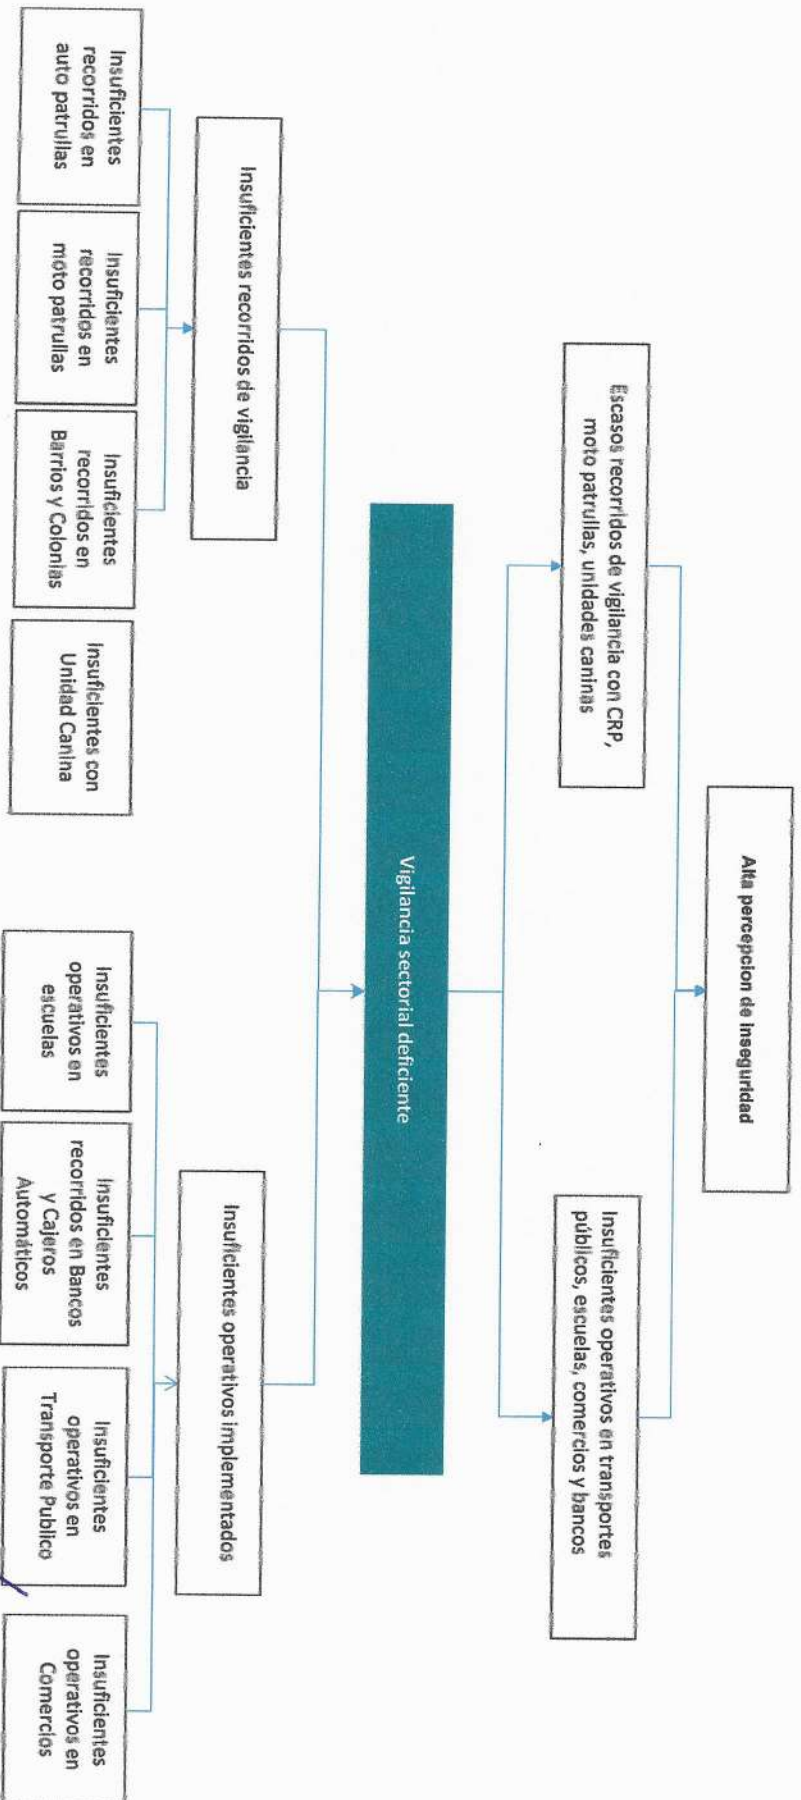 Alta percepcion de inseguridad
Escasos recorridos de vigilancia con CRP,
moto patrullas, unidades caninas
Insuficientes operativos en transportes
públicos, escuelas, comercios y bancos
Vigilancia sectorial deficiente
Insuficientes recorridos de vigilancia
Insuficientes operativos implementados
Insuficientes
recorridos en
auto patrullas
Insuficientes
recorridos en
moto patrullas
Insuficientes
recorridos en
Barrios y Colonias
Insuficientes con
Unidad Canina
Insuficientes
operativos en
escuelas
Insuficientes
recorridos en Bancos
y Cajeros
Automáticos
Insuficientes
operativos en
Transporte Publico
Insuficientes
operativos en
Comercios